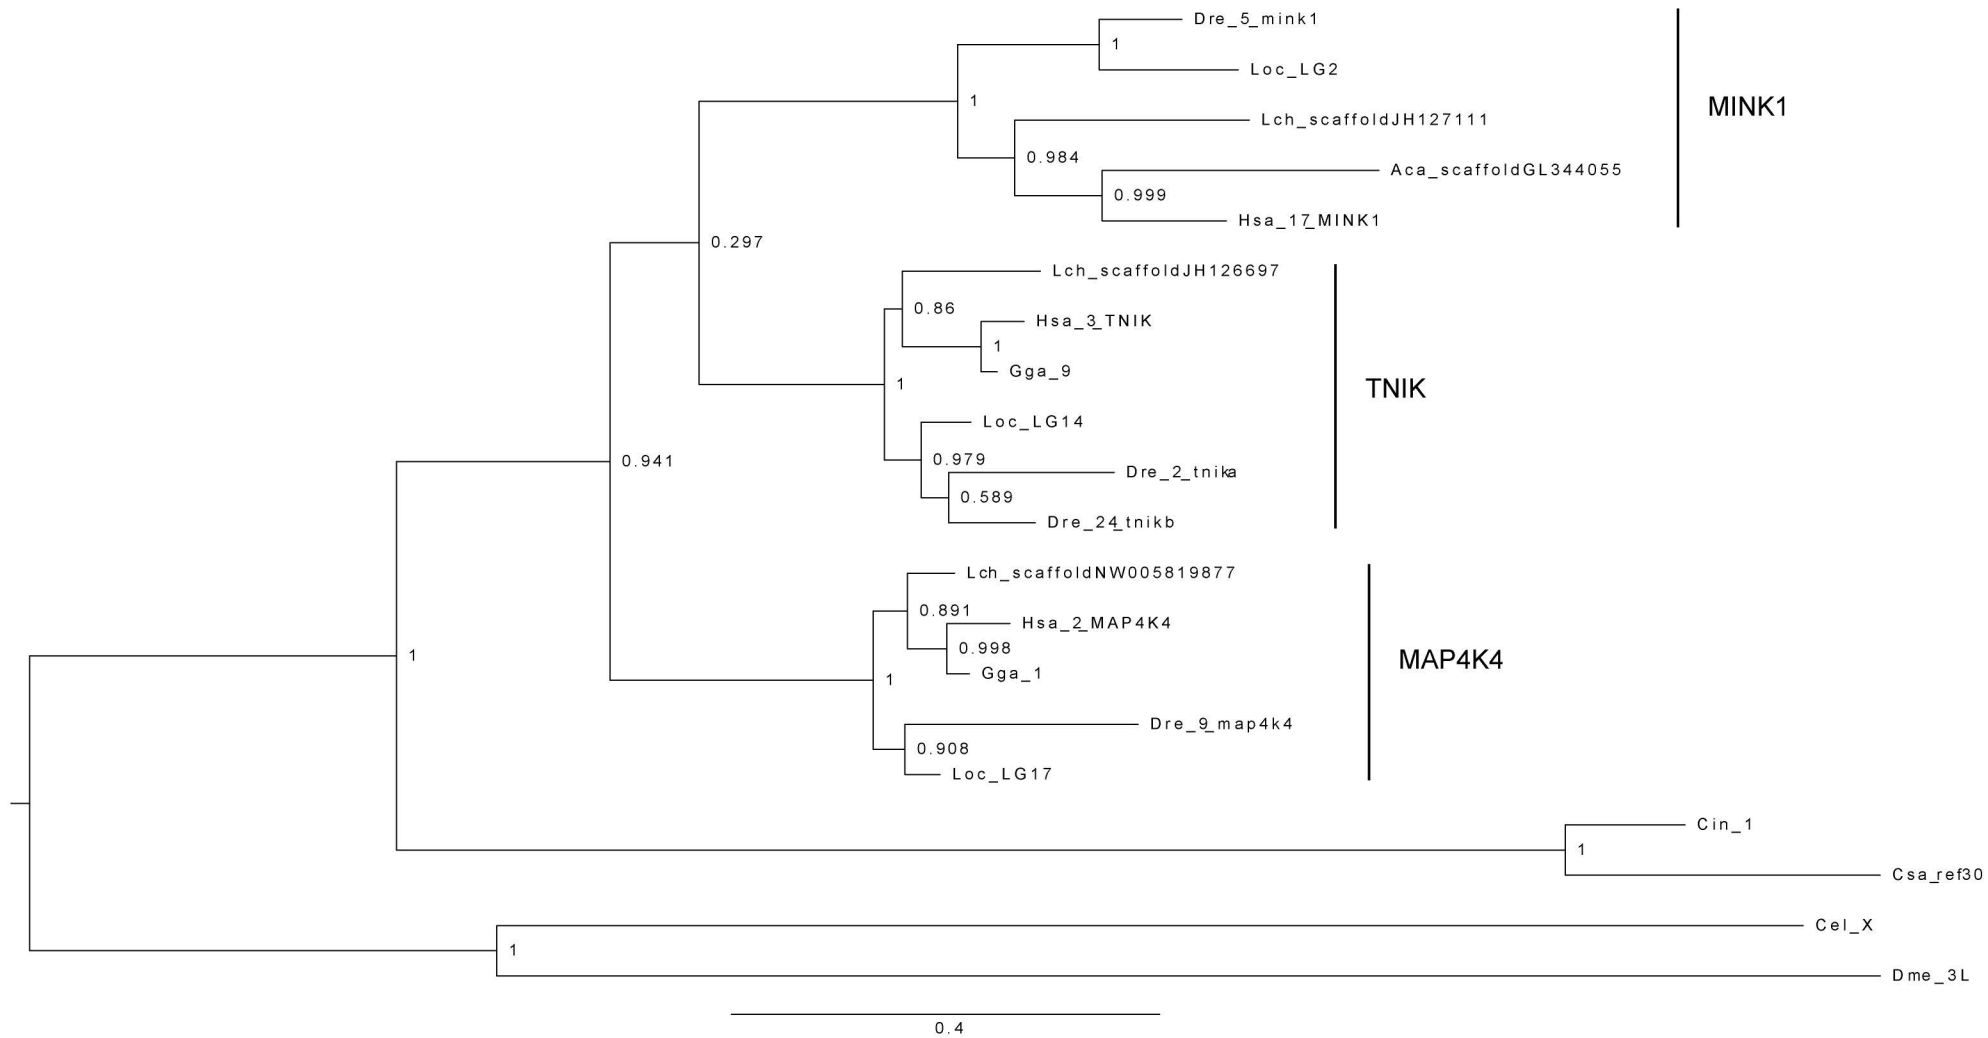 Dre_5_mink1
1
Loc_LG2
1
MINK1
Lch_scaffoldJH127111
0.984
Aca_scaffoldGL344055
0.999
Hsa_17_MINK1
0.297
Lch_scaffoldJH126697
0.86
Hsa_3_TNIK
1
Gga_9
1
TNIK
Loc_LG14
0.979
Dre_2_tnika
0.589
Dre_24_tnikb
0.941
Lch_scaffoldNW005819877
0.891
Hsa_2_MAP4K4
0.998
Gga_1
1
MAP4K4
Dre_9_map4k4
0.908
Loc_LG17
1
Cin_1
1
Csa_ref30
Cel_X
1
Dme_3L
0.4